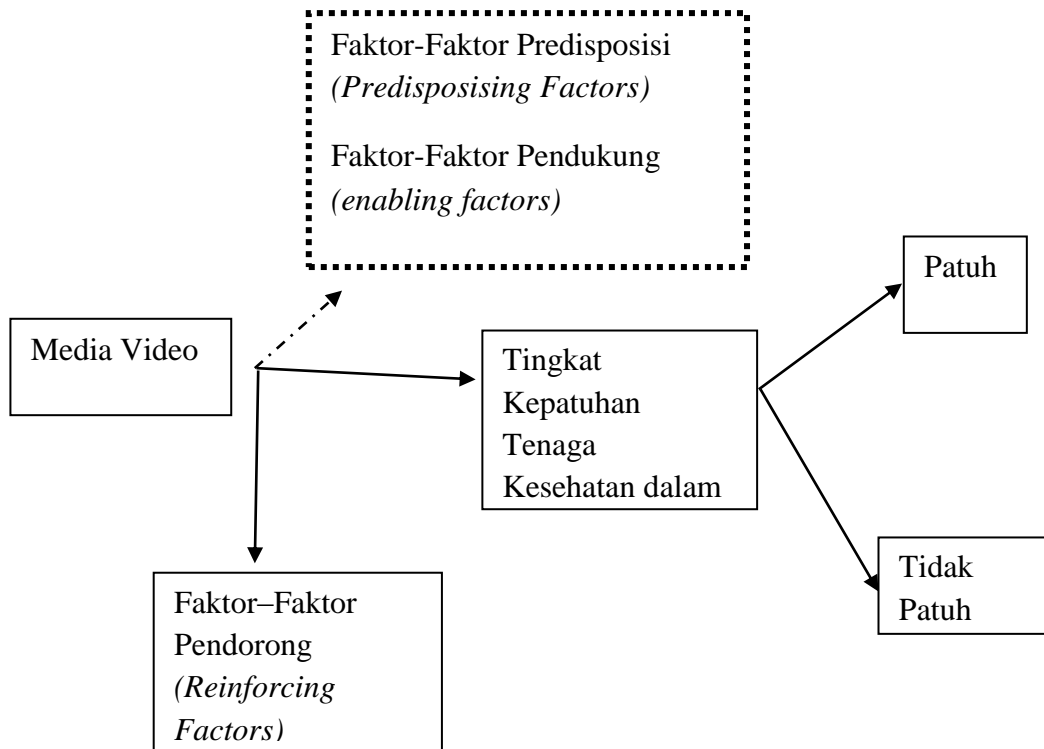 Faktor-Faktor Predisposisi
(Predisposising Factors)
Faktor-Faktor Pendukung
(enabling factors)
Patuh
Media Video
Tingkat
Kepatuhan
Tenaga
Kesehatan dalam
Tidak
Patuh
Faktor–Faktor
Pendorong
(Reinforcing
Factors)